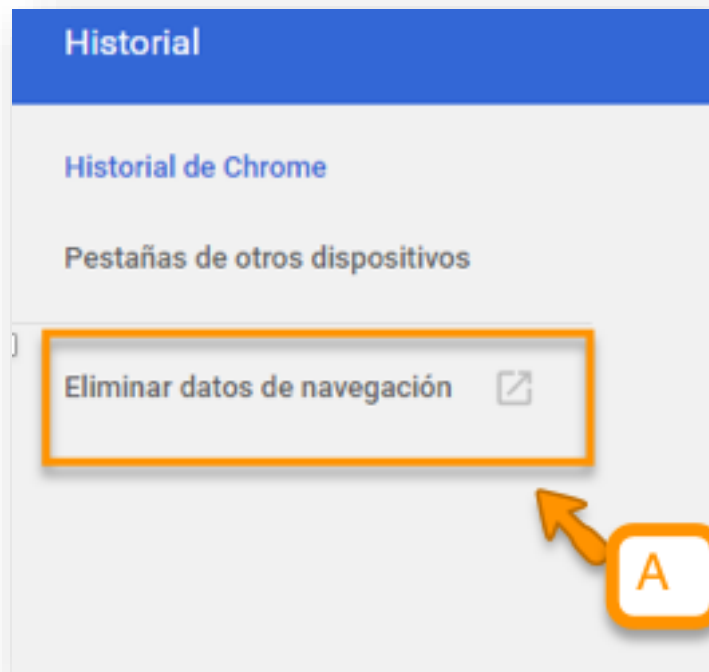 Historial
Historial de Chrome
Pestañas de otros dispositivos
Eliminar datos de navegación
A